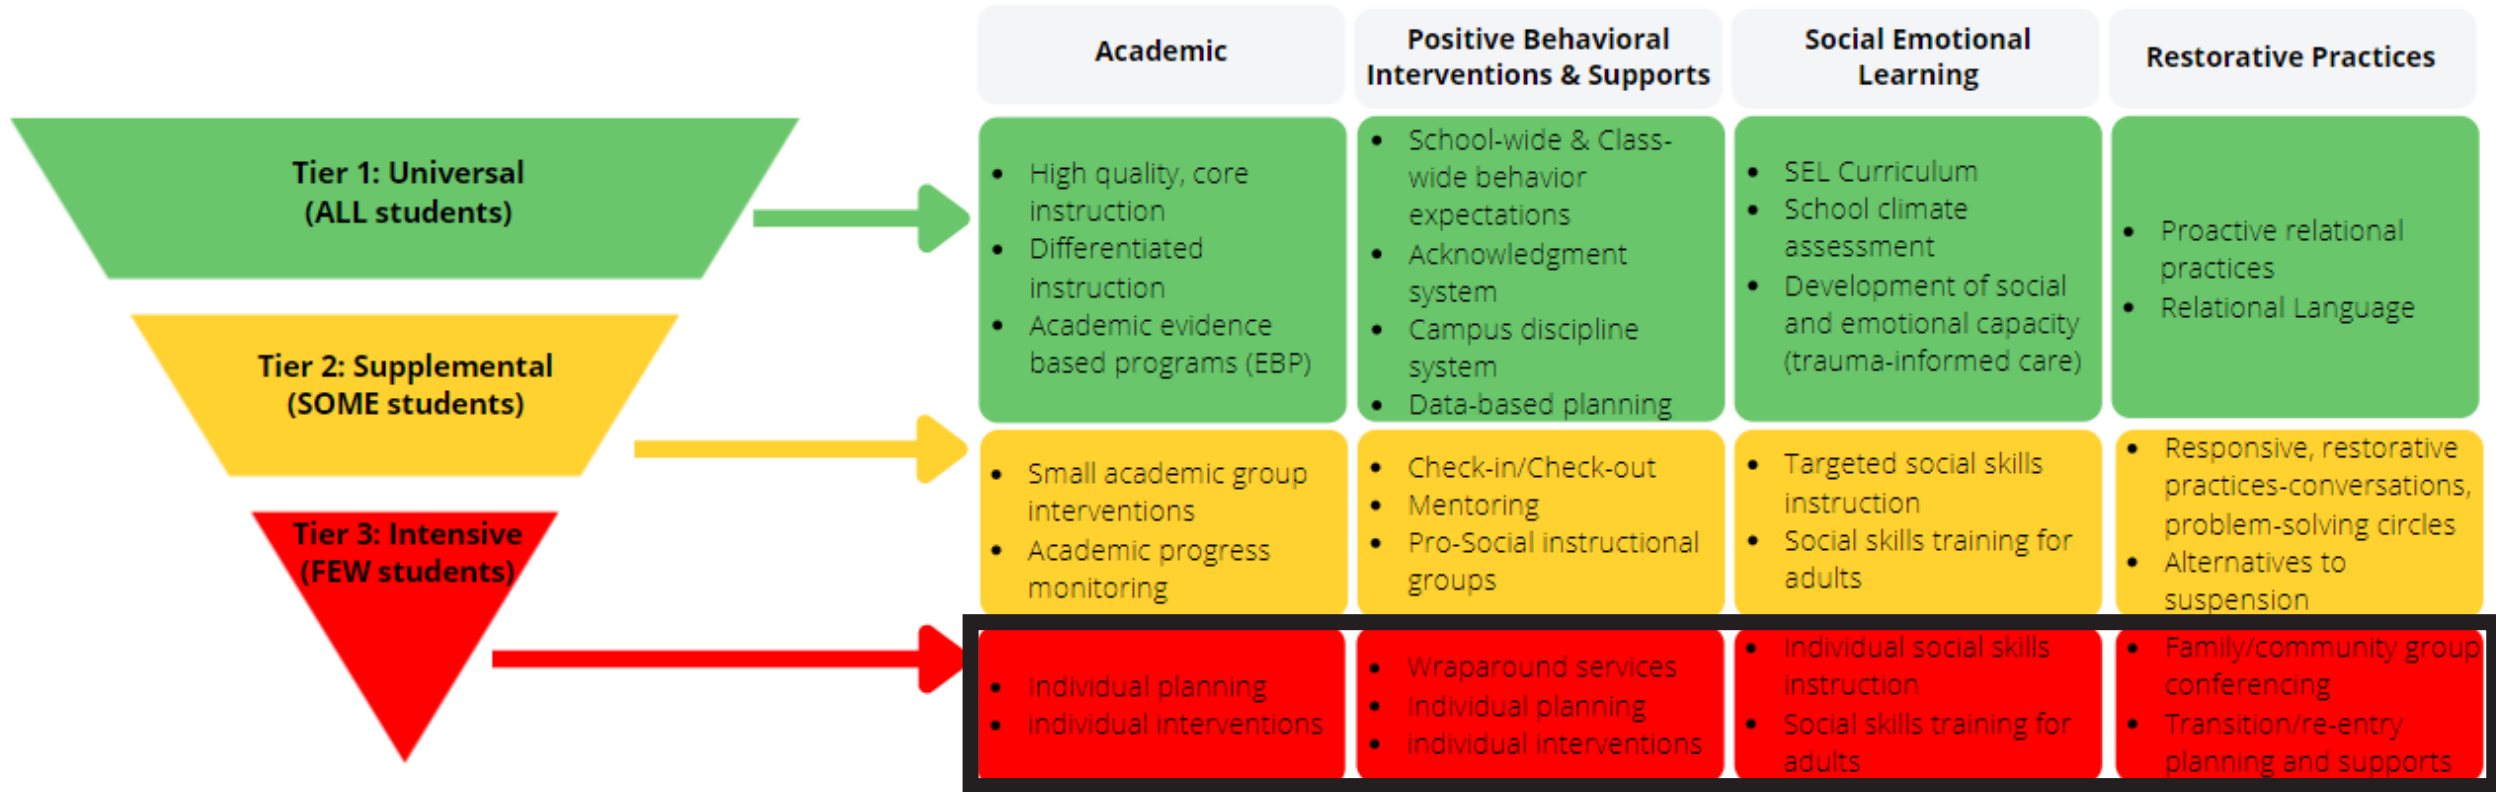 Academic
Positive Behavioral
Interventions & Supports
Social Emotional
Learning
Restorative Practices
Tier 1: Universal
(ALL students)
• High quality, core
instruction
• Differentiated
instruction
• Academic evidence
based programs (EBP)
• School-wide & Class-
wide behavior
expectations
• Acknowledgment
system
• Campus discipline
system
• Data-based planning
• SEL Curriculum
• School climate
assessment
• Development of social
and emotional capacity
(trauma-informed care)
• Proactive relational
practices
• Relational Language
Tier 2: Supplemental
(SOME students)
• Small academic group
interventions
• Academic progress
monitoring
• Check-in/Check-out
• Mentoring
• Pro-Social instructional
groups
• Targeted social skills
instruction
• Social skills training for
adults
• Responsive, restorative
practices-conversations,
problem-solving circles
• Alternatives to
suspension
Tier 3: Intensive
(FEW students)
• Individual planning
• individual interventions
• Wraparound services
• Individual planning
• individual interventions
• Individual social skills
instruction
• Social skills training for
adults
• Family/community group
conferencing
• Transition/re-entry
planning and supports